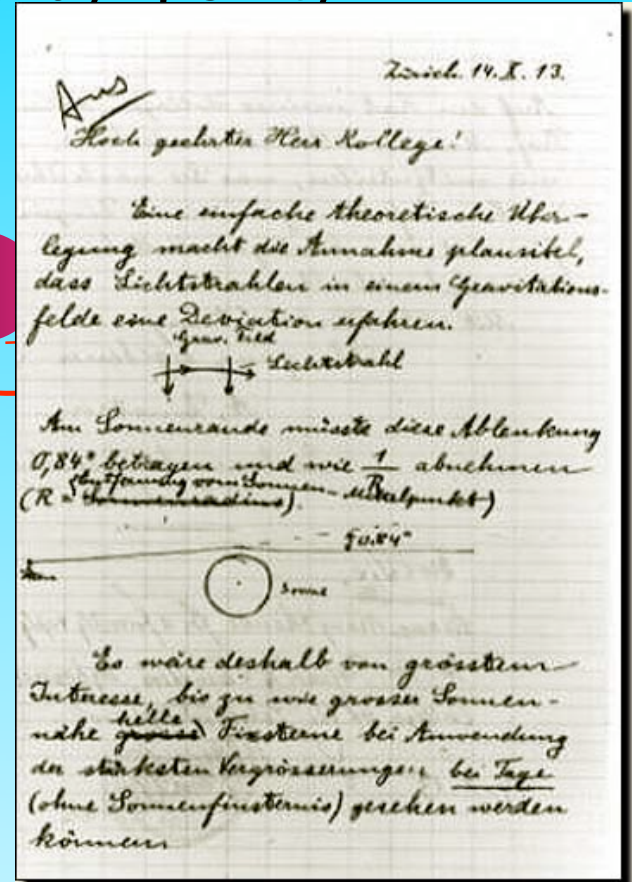 Zürich. 14. X. 13.
Hoch geehrter Herr Kollege!
Eine einfache theoretische Über-
legung macht die Annahme plausibel,
dass Lichtstrahlen in einem Gravitations-
felde eine Deviation erfahren.
Grav. Feld
Lichtstrahl
Am Sonnenrande müsste diese Ablenkung
0,84" betragen und wie 1/R abnehmen
(R = Entfernung vom Sonnen-Mittelpunkt)
Sonnenradius).
0.84"
Sonne
Es wäre deshalb von grösstem
Interesse, bis zu wie grosser Sonnen-
nähe grosse helle Fixsterne bei Anwendung
der stärksten Vergrösserungen bei Tage
(ohne Sonnenfinsternis) gesehen werden
können.